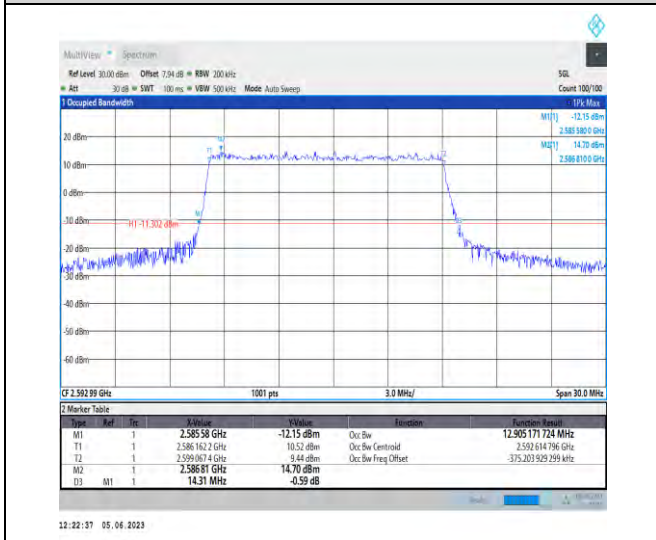 MultiView Spectrum
Ref Level 30.00 dBm Offset 7.94 dB RBW 200 kHz SGL
Att 30 dB SWT 100 ms VBW 500 kHz Mode Auto Sweep Count 100/100
1 Occupied Bandwidth 1Pk Max
M1[1] -12.15 dBm
2.585 580 0 GHz
M2[1] 14.70 dBm
2.586 810 0 GHz
20 dBm
10 dBm
0 dBm
-10 dBm
H1 -11.302 dBm
-20 dBm
-30 dBm
-40 dBm
-50 dBm
-60 dBm
CF 2.592 99 GHz 1001 pts 3.0 MHz/ Span 30.0 MHz
2 Marker Table
Type Ref Trc X-Value Y-Value Function Function Result
M1 1 2.585 58 GHz -12.15 dBm Occ Bw 12.905 171 724 MHz
T1 1 2.586 162 2 GHz 10.52 dBm Occ Bw Centroid 2.592 614 796 GHz
T2 1 2.599 067 4 GHz 9.44 dBm Occ Bw Freq Offset -375.203 929 299 kHz
M2 1 2.586 81 GHz 14.70 dBm
D3 M1 1 14.31 MHz -0.59 dB
12:22:37 05.06.2023